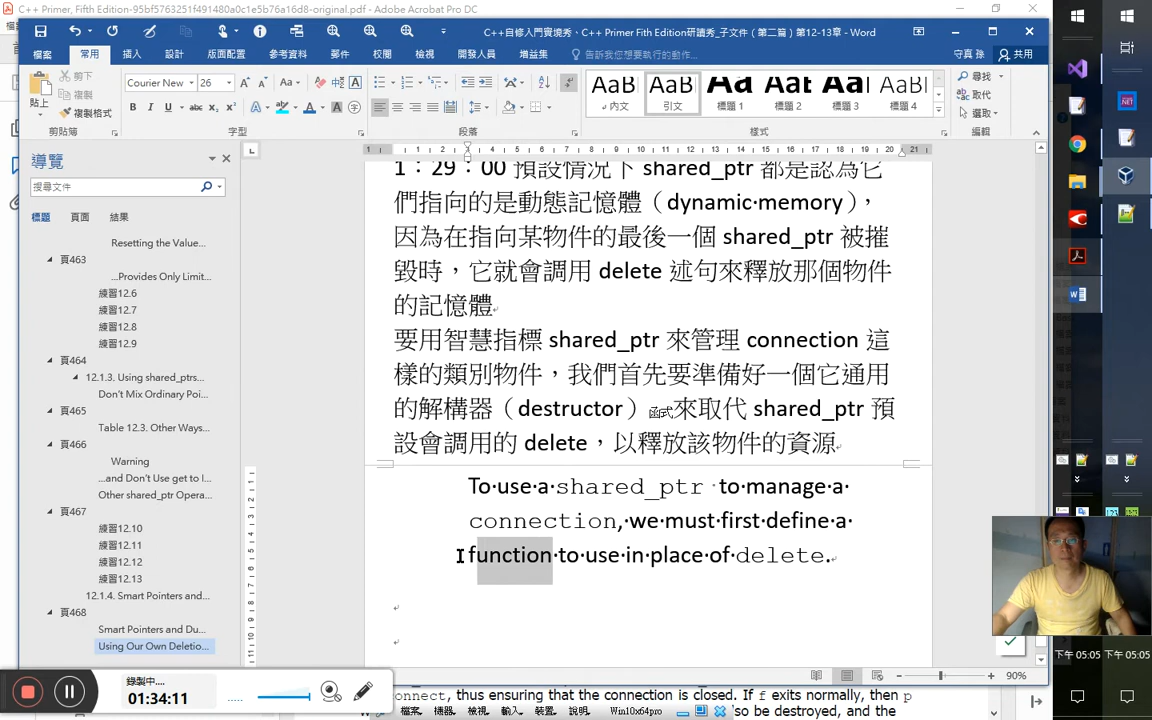 C++ Primer, Fifth Edition-95bf5763251f491480a0c1e5b76a16d8-original.pdf - Adobe Acrobat Pro DC
C++自修入門實境秀、C++ Primer Fifth Edition研讀秀_子文件（第二篇）第12-13章 - Word
檔案 常用 插入 設計 版面配置 參考資料 郵件 校閱 檢視 開發人員 增益集 告訴我您想要執行的動作... 守真 孫 共用
貼上
剪下
複製
複製格式
Courier New 26
AaBb 內文
AaBb 引文
Aa 標題 1
Aat 標題 2
Aat 標題 3
AaBb 標題 4
尋找
取代
選取
剪貼簿 字型 段落 樣式 編輯
導覽
搜尋文件
標題 頁面 結果
Resetting the Value...
頁463
...Provides Only Limit...
練習12.6
練習12.7
練習12.8
練習12.9
頁464
12.1.3. Using shared_ptrs...
Don't Mix Ordinary Poi...
頁465
Table 12.3. Other Ways...
頁466
Warning
...and Don't Use get to I...
Other shared_ptr Opera...
頁467
練習12.10
練習12.11
練習12.12
練習12.13
12.1.4. Smart Pointers and...
頁468
Smart Pointers and Du...
Using Our Own Deletio...
1：29：00 預設情況下 shared_ptr 都是認為它
們指向的是動態記憶體（dynamic memory），
因為在指向某物件的最後一個 shared_ptr 被摧
毀時，它就會調用 delete 述句來釋放那個物件
的記憶體
要用智慧指標 shared_ptr 來管理 connection 這
樣的類別物件，我們首先要準備好一個它通用
的解構器（destructor）函式來取代 shared_ptr 預
設會調用的 delete，以釋放該物件的資源
To use a shared_ptr to manage a
connection, we must first define a
function to use in place of delete.
90%
錄製中...
01:34:11
onnect, thus ensuring that the connection is closed. If f exits normally, then p
檔案 機器 檢視 輸入 裝置 說明 Win10x64pro
so be destroyed, and the
下午 05:05
下午 05:05